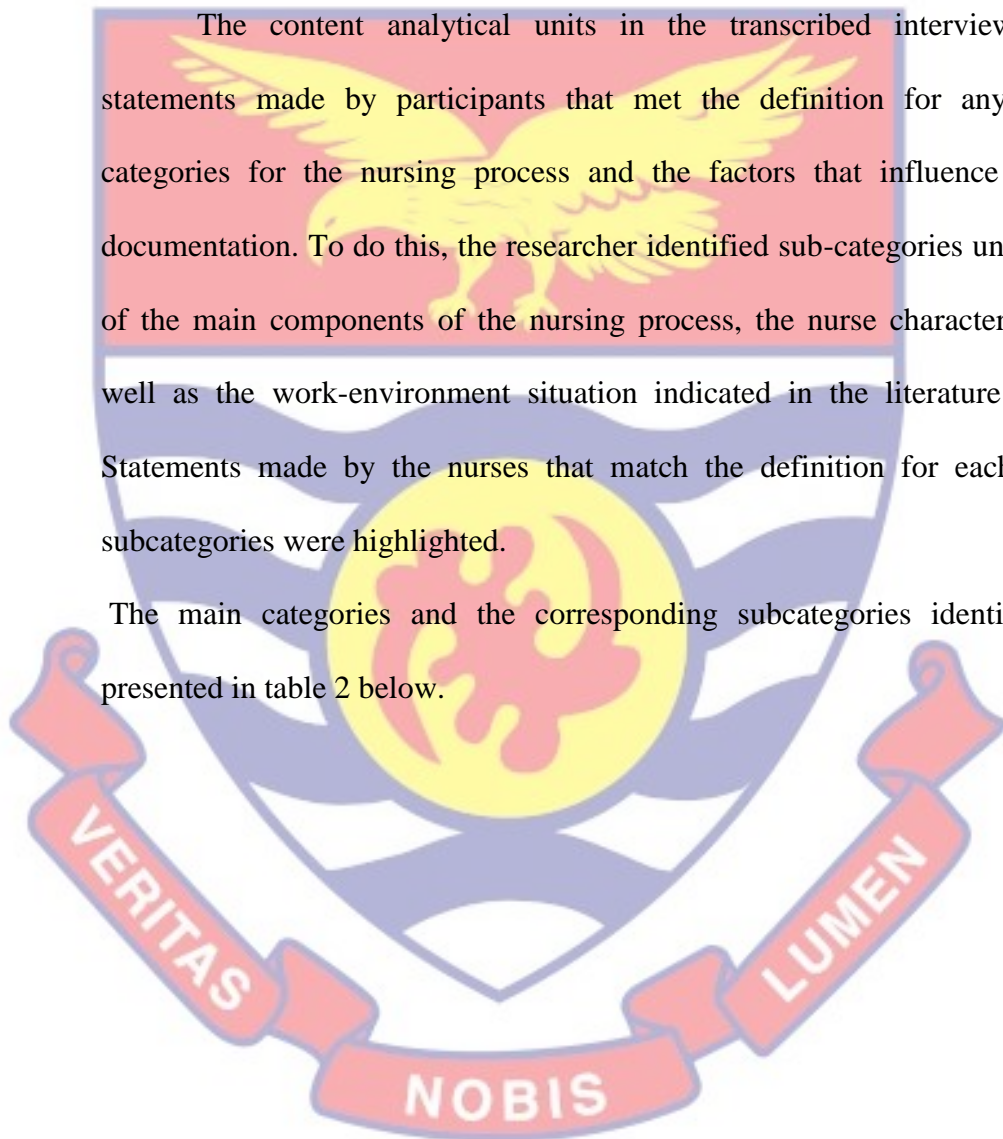 The content analytical units in the transcribed interview
statements made by participants that met the definition for any
categories for the nursing process and the factors that influence
documentation. To do this, the researcher identified sub-categories un
of the main components of the nursing process, the nurse character
well as the work-environment situation indicated in the literature
Statements made by the nurses that match the definition for each
subcategories were highlighted.
The main categories and the corresponding subcategories identi
presented in table 2 below.
VERITAS
NOBIS
LUMEN